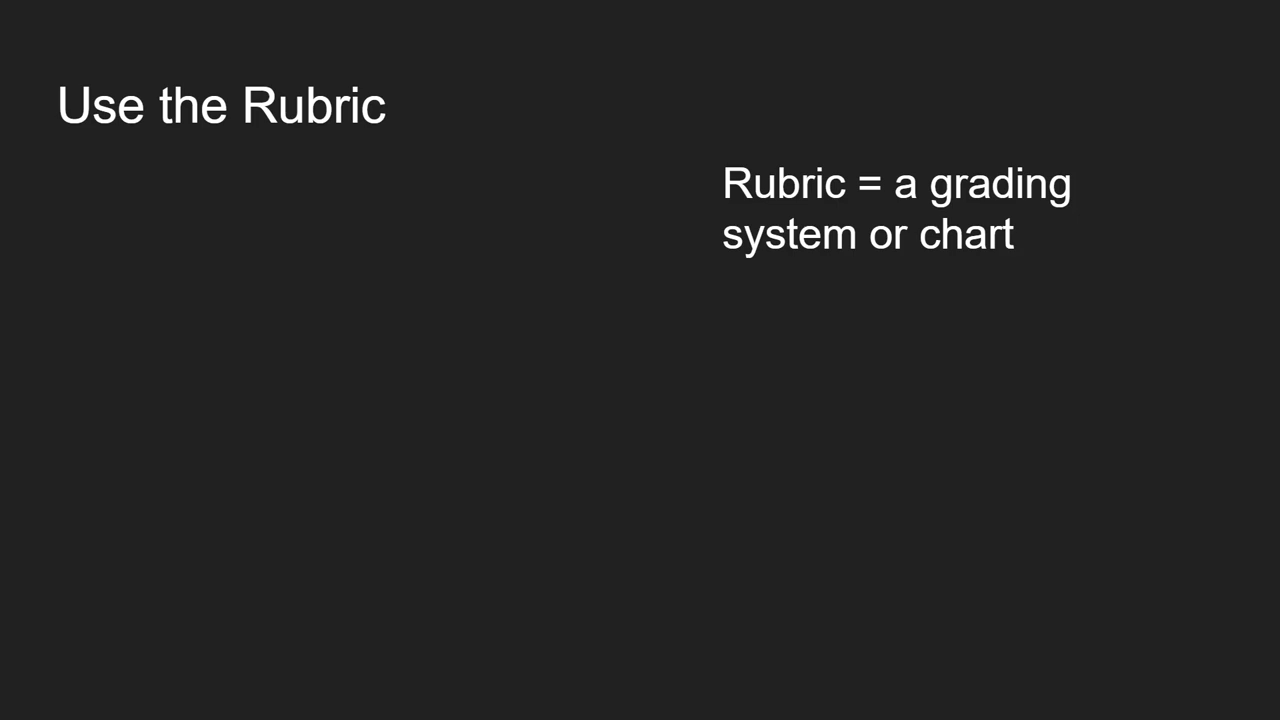 Use the Rubric
Rubric = a grading
system or chart